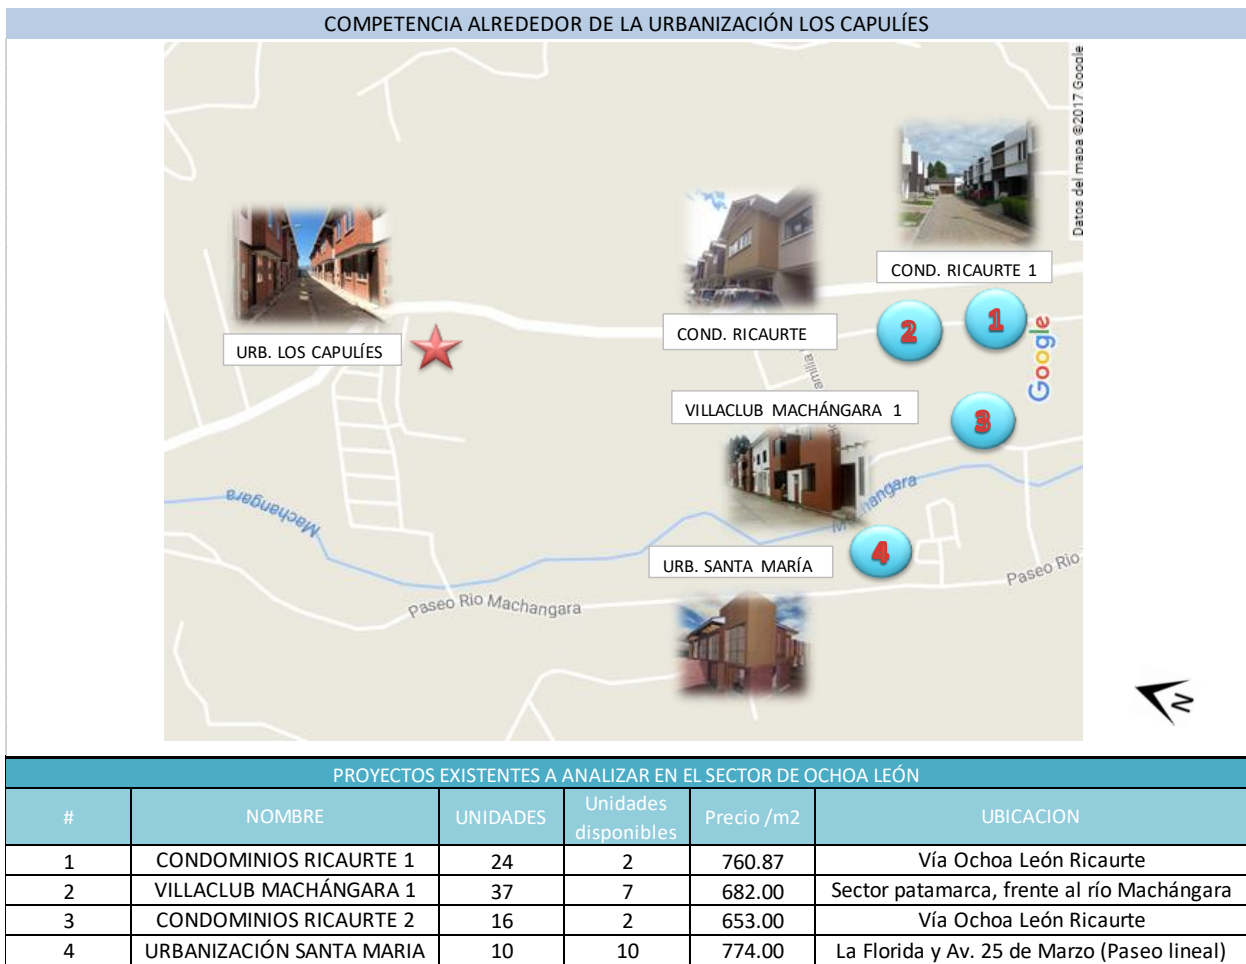 COMPETENCIA ALREDEDOR DE LA URBANIZACIÓN LOS CAPULÍES
Datos del mapa ©2017 Google
COND. RICAURTE 1
URB. LOS CAPULÍES
COND. RICAURTE
2
1
Google
amilia
VILLACLUB MACHÁNGARA 1
3
Machangara
Machangara
URB. SANTA MARÍA
4
Paseo Rio
Paseo Rio Machangara
N
PROYECTOS EXISTENTES A ANALIZAR EN EL SECTOR DE OCHOA LEÓN
# NOMBRE UNIDADES Unidades disponibles Precio /m2 UBICACION
1 CONDOMINIOS RICAURTE 1 24 2 760.87 Vía Ochoa León Ricaurte
2 VILLACLUB MACHÁNGARA 1 37 7 682.00 Sector patamarca, frente al río Machángara
3 CONDOMINIOS RICAURTE 2 16 2 653.00 Vía Ochoa León Ricaurte
4 URBANIZACIÓN SANTA MARIA 10 10 774.00 La Florida y Av. 25 de Marzo (Paseo lineal)